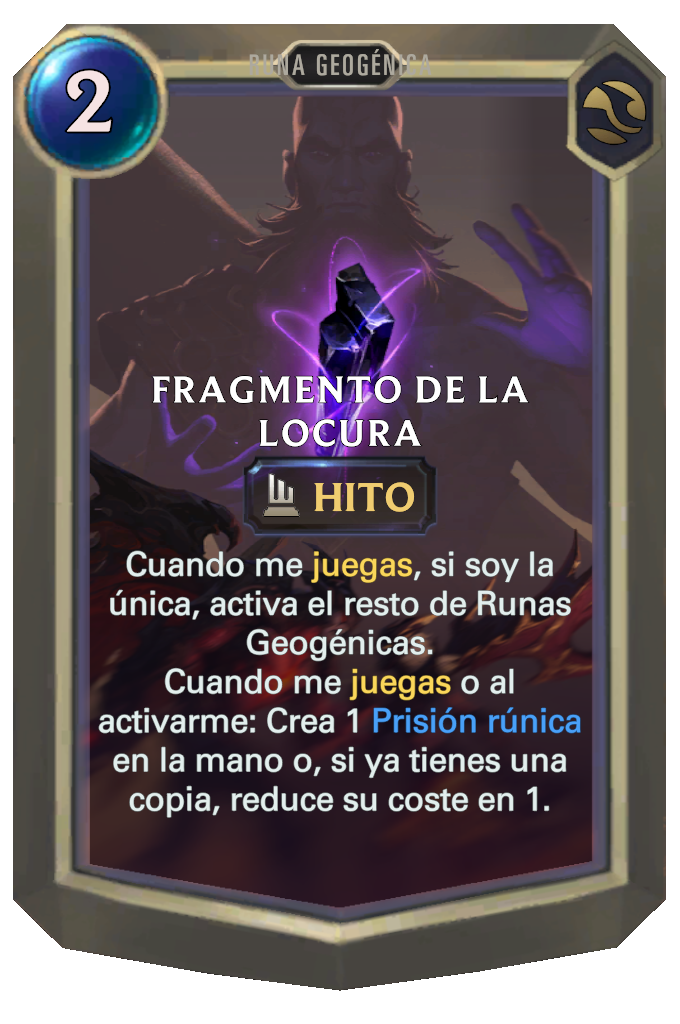 RUNA GEOGÉNICA
2
FRAGMENTO DE LA
LOCURA
HITO
Cuando me juegas, si soy la
única, activa el resto de Runas
Geogénicas.
Cuando me juegas o al
activarme: Crea 1 Prisión rúnica
en la mano o, si ya tienes una
copia, reduce su coste en 1.